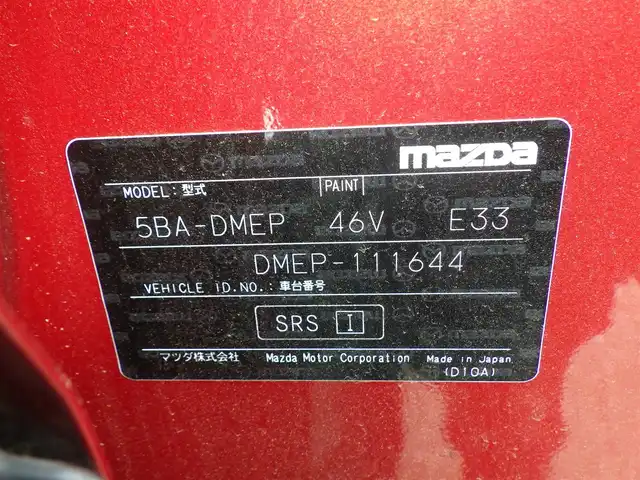 mazda
MODEL: 型式 PAINT
5BA-DMEP 46V E33
DMEP-111644
VEHICLE ID.NO.: 車台番号
SRS I
マツダ株式会社 Mazda Motor Corporation Made in Japan
(D10A)